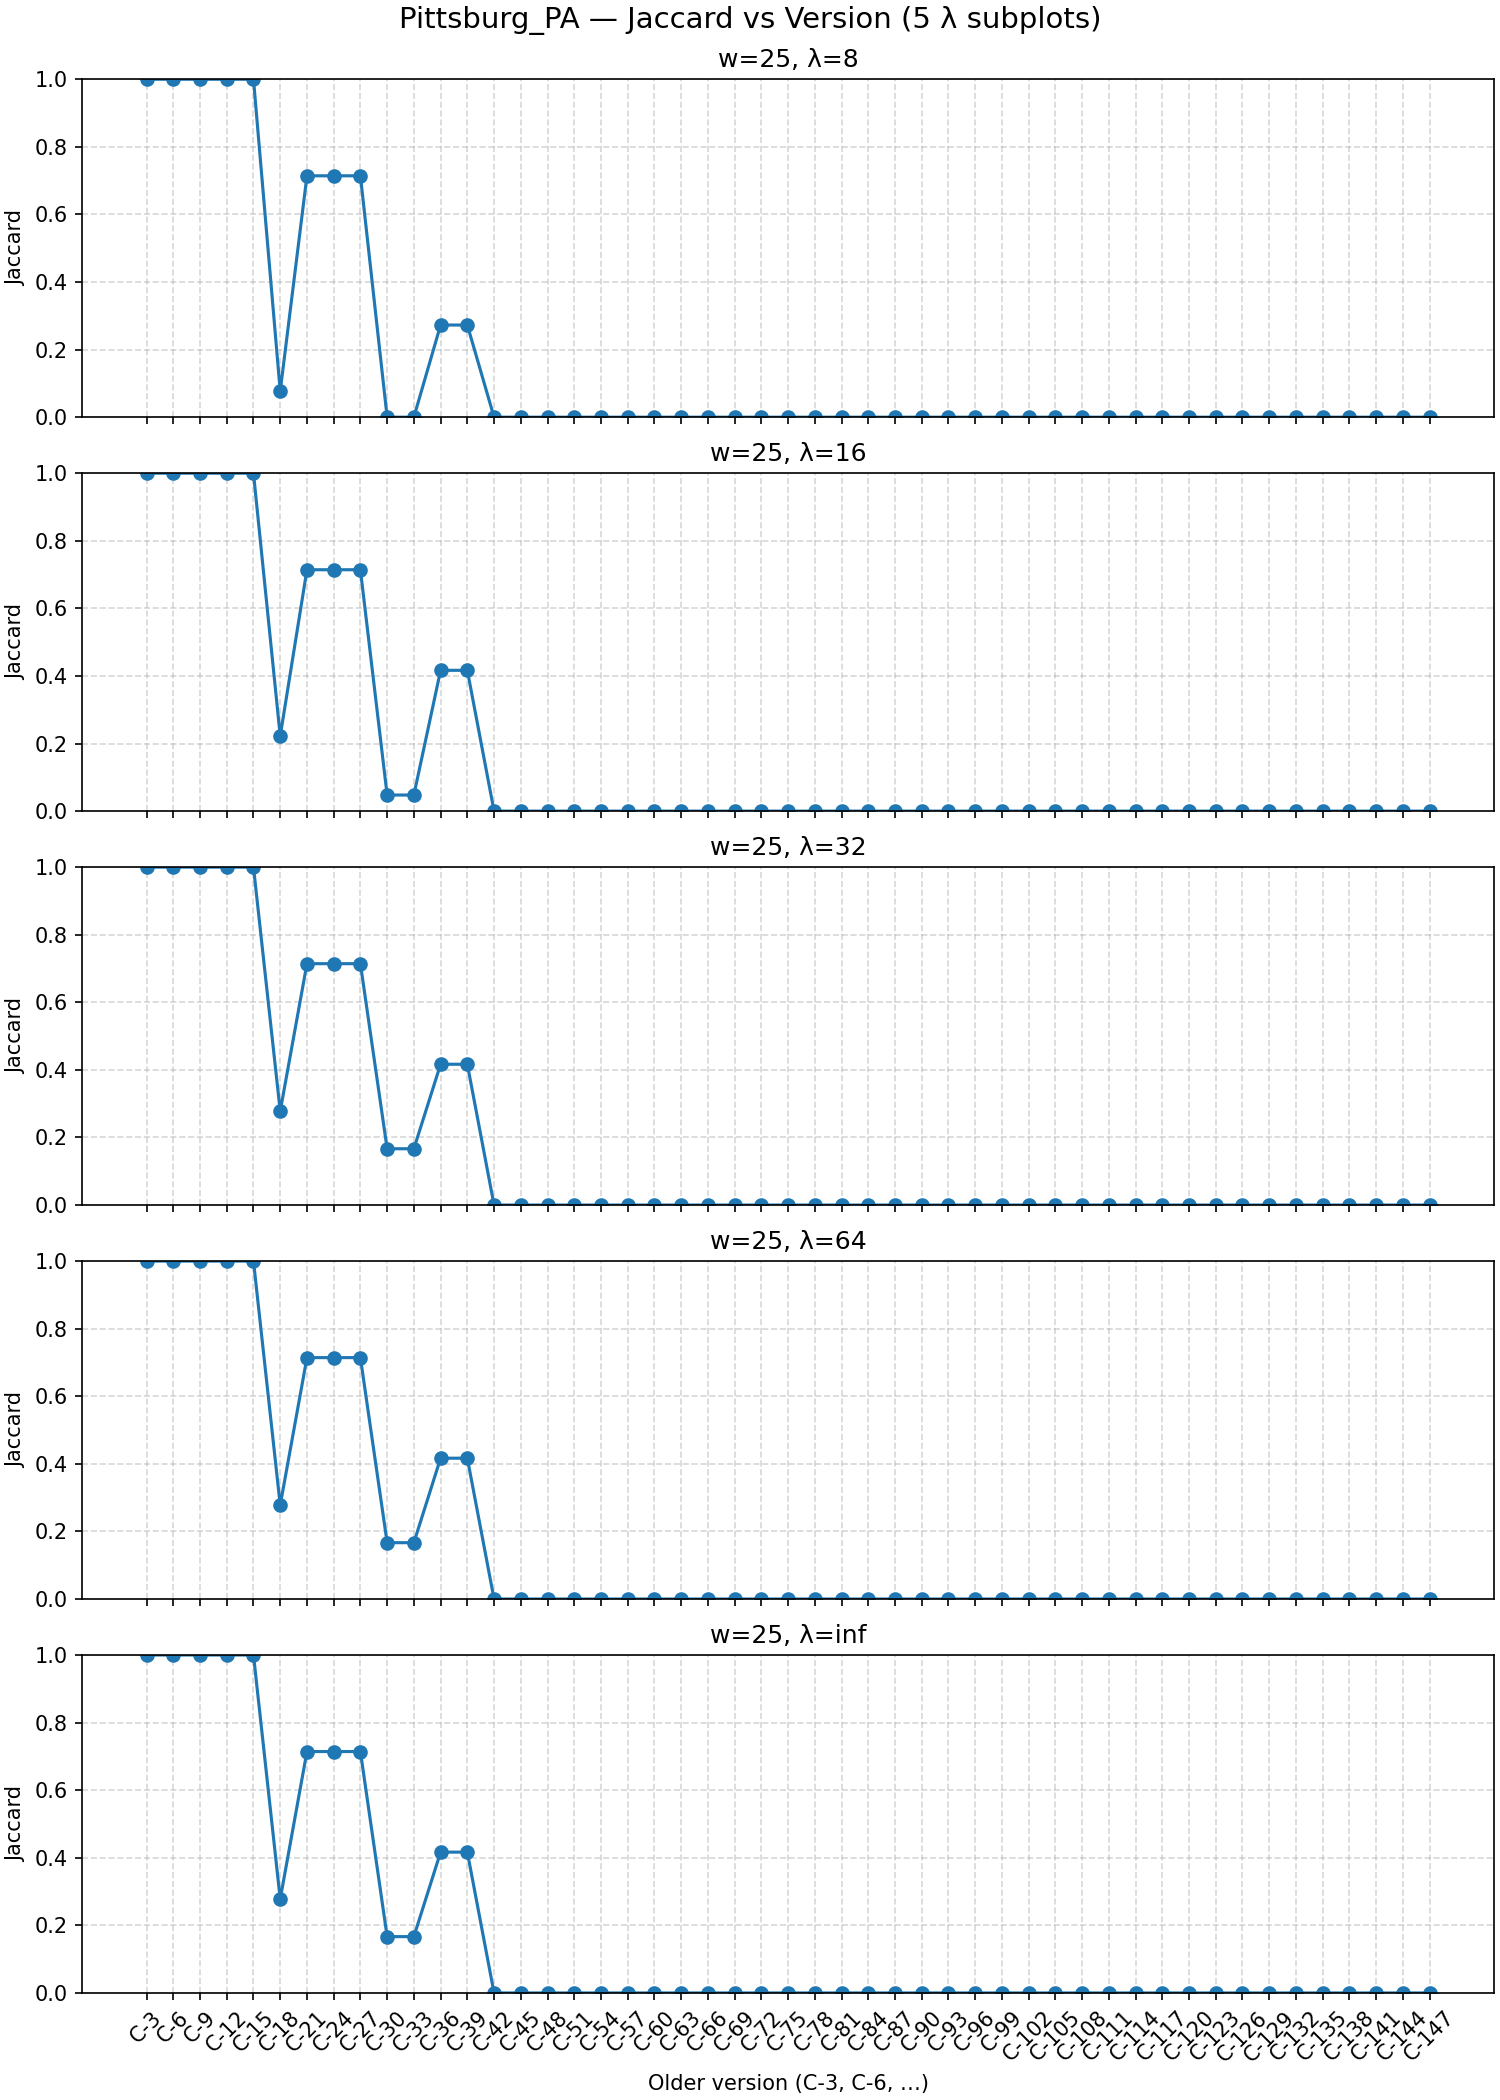 Pittsburg_PA — Jaccard vs Version (5 λ subplots)
w=25, λ=8
1.0
0.8
0.6
0.4
0.2
0.0
Jaccard
w=25, λ=16
1.0
0.8
0.6
0.4
0.2
0.0
Jaccard
w=25, λ=32
1.0
0.8
0.6
0.4
0.2
0.0
Jaccard
w=25, λ=64
1.0
0.8
0.6
0.4
0.2
0.0
Jaccard
w=25, λ=inf
1.0
0.8
0.6
0.4
0.2
0.0
Jaccard
C-3 C-6 C-9 C-12 C-15 C-18 C-21 C-24 C-27 C-30 C-33 C-36 C-39 C-42 C-45 C-48 C-51 C-54 C-57 C-60 C-63 C-66 C-69 C-72 C-75 C-78 C-81 C-84 C-87 C-90 C-93 C-96 C-99 C-102 C-105 C-108 C-111 C-114 C-117 C-120 C-123 C-126 C-129 C-132 C-135 C-138 C-141 C-144 C-147
Older version (C-3, C-6, ...)